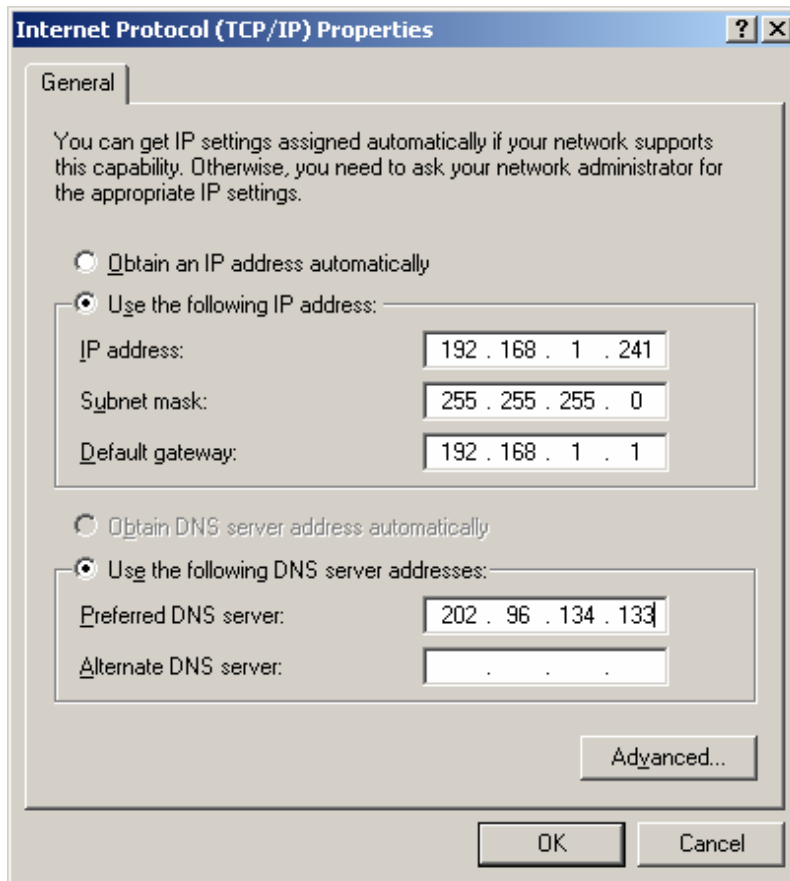 Internet Protocol (TCP/IP) Properties
General
You can get IP settings assigned automatically if your network supports
this capability. Otherwise, you need to ask your network administrator for
the appropriate IP settings.
Obtain an IP address automatically
Use the following IP address:
IP address: 192 . 168 . 1 . 241
Subnet mask: 255 . 255 . 255 . 0
Default gateway: 192 . 168 . 1 . 1
Obtain DNS server address automatically
Use the following DNS server addresses:
Preferred DNS server: 202 . 96 . 134 . 133
Alternate DNS server: . . .
Advanced...
OK Cancel